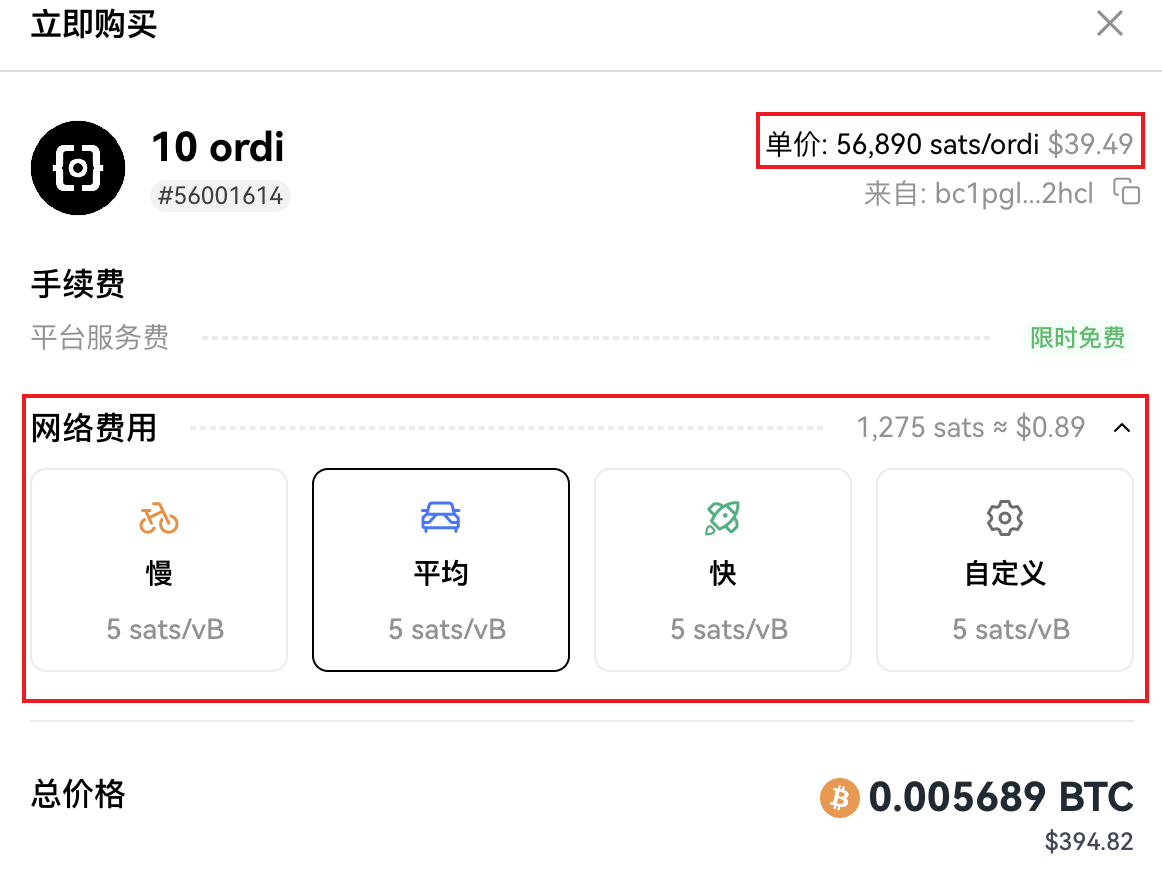 立即购买
10 ordi
#56001614
单价: 56,890 sats/ordi $39.49
来自: bc1pgl...2hcl
手续费
平台服务费 限时免费
网络费用 1,275 sats ≈ $0.89
慢 平均 快 自定义
5 sats/vB 5 sats/vB 5 sats/vB 5 sats/vB
总价格 0.005689 BTC
$394.82